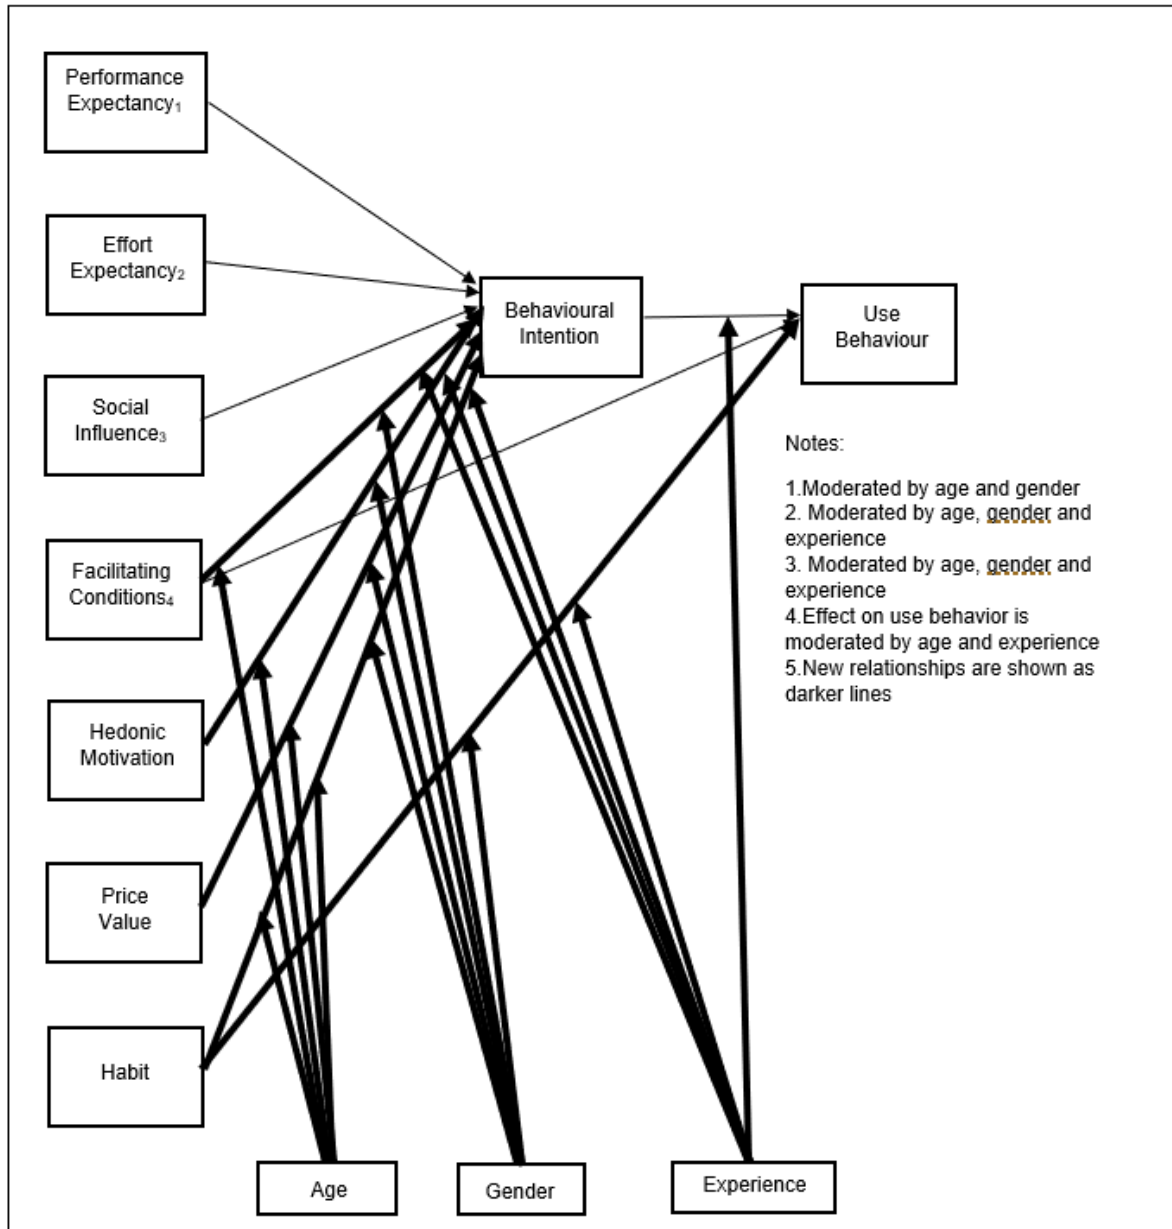 Performance
Expectancy₁
Effort
Expectancy₂
Behavioural
Intention
Use
Behaviour
Social
Influence₃
Notes:
1.Moderated by age and gender
2. Moderated by age, gender and
experience
3. Moderated by age, gender and
experience
4.Effect on use behavior is
moderated by age and experience
5.New relationships are shown as
darker lines
Facilitating
Conditions₄
Hedonic
Motivation
Price
Value
Habit
Age
Gender
Experience